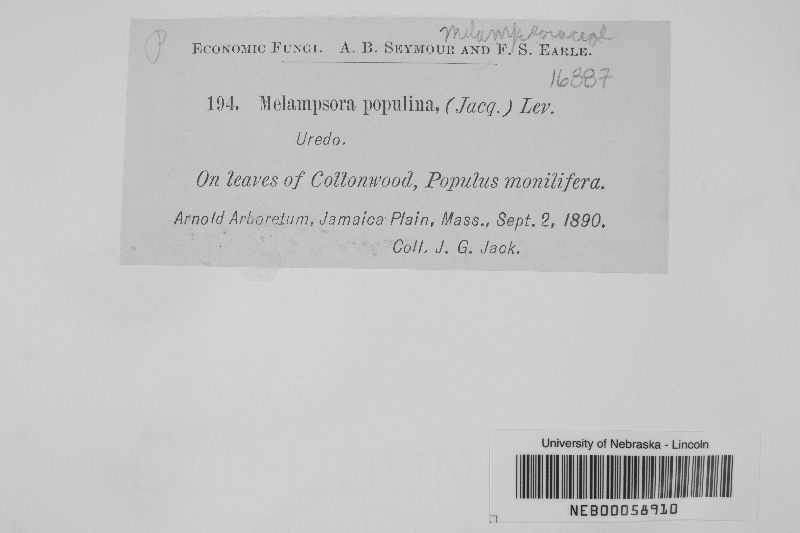 Melampsoraceae
P
Economic Fungi. A. B. Seymour and F. S. Earle.
16887
194. Melampsora populina, (Jacq.) Lev.
Uredo.
On leaves of Cottonwood, Populus monilifera.
Arnold Arboretum, Jamaica Plain, Mass., Sept. 2, 1890.
Coll. J. G. Jack.
University of Nebraska - Lincoln
NEB00058910